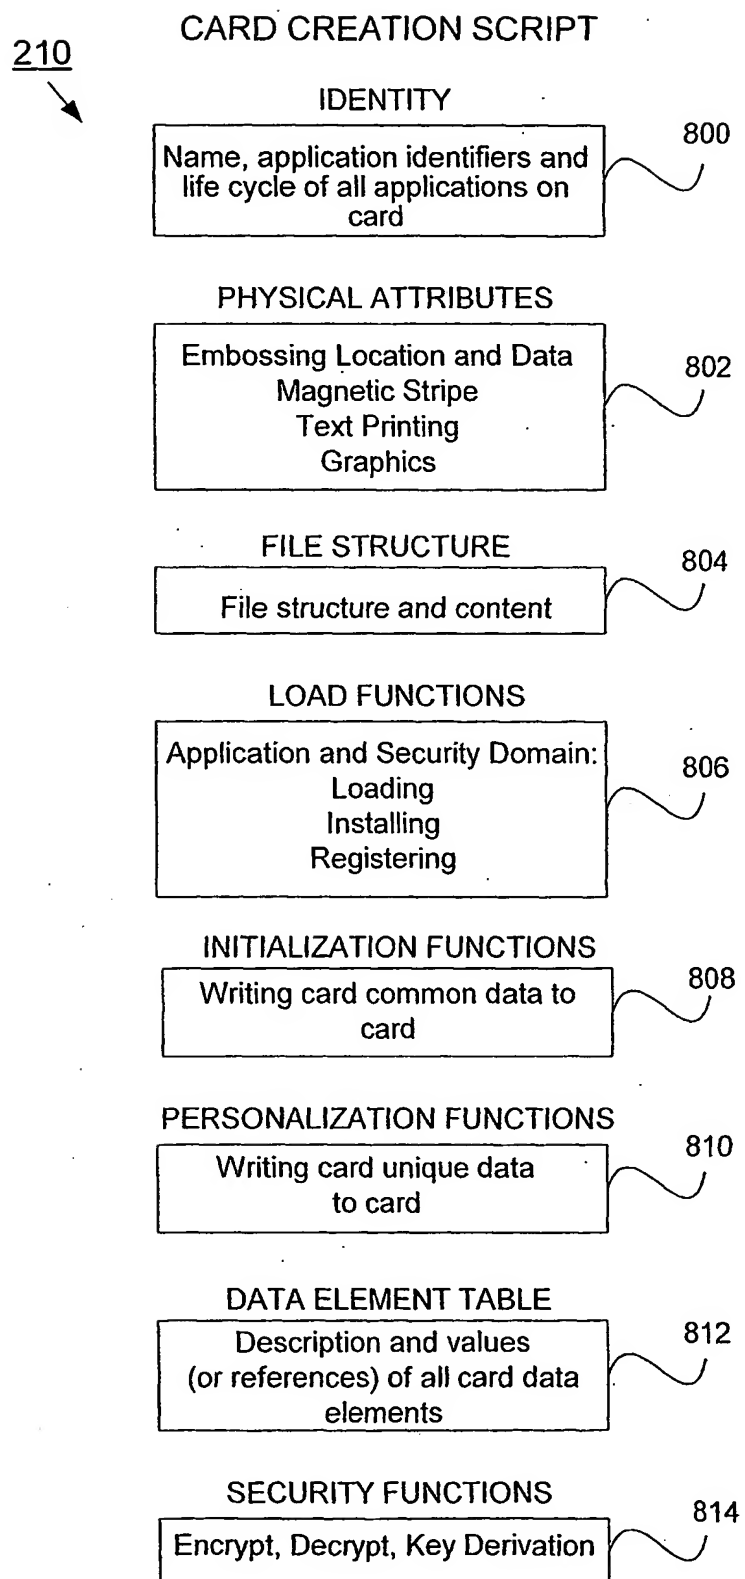 CARD CREATION SCRIPT
210
IDENTITY
800
Name, application identifiers and
life cycle of all applications on
card
PHYSICAL ATTRIBUTES
802
Embossing Location and Data
Magnetic Stripe
Text Printing
Graphics
FILE STRUCTURE
804
File structure and content
LOAD FUNCTIONS
806
Application and Security Domain:
Loading
Installing
Registering
INITIALIZATION FUNCTIONS
808
Writing card common data to
card
PERSONALIZATION FUNCTIONS
810
Writing card unique data
to card
DATA ELEMENT TABLE
812
Description and values
(or references) of all card data
elements
SECURITY FUNCTIONS
814
Encrypt, Decrypt, Key Derivation